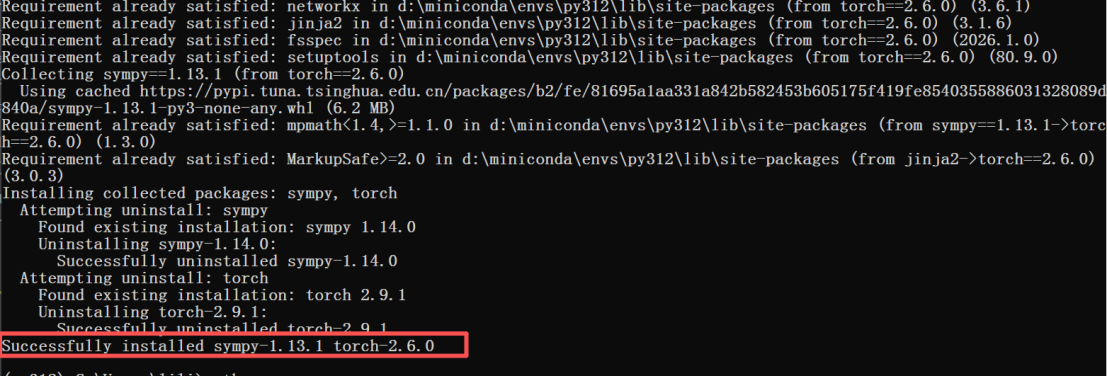 Requirement already satisfied: networkx in d:\miniconda\envs\py312\lib\site-packages (from torch==2.6.0) (3.6.1)
Requirement already satisfied: jinja2 in d:\miniconda\envs\py312\lib\site-packages (from torch==2.6.0) (3.1.6)
Requirement already satisfied: fsspec in d:\miniconda\envs\py312\lib\site-packages (from torch==2.6.0) (2026.1.0)
Requirement already satisfied: setuptools in d:\miniconda\envs\py312\lib\site-packages (from torch==2.6.0) (80.9.0)
Collecting sympy==1.13.1 (from torch==2.6.0)
  Using cached https://pypi.tuna.tsinghua.edu.cn/packages/b2/fe/81695a1aa331a842b582453b605175f419fe8540355886031328089d
840a/sympy-1.13.1-py3-none-any.whl (6.2 MB)
Requirement already satisfied: mpmath<1.4,>=1.1.0 in d:\miniconda\envs\py312\lib\site-packages (from sympy==1.13.1->torc
h==2.6.0) (1.3.0)
Requirement already satisfied: MarkupSafe>=2.0 in d:\miniconda\envs\py312\lib\site-packages (from jinja2->torch==2.6.0)
(3.0.3)
Installing collected packages: sympy, torch
  Attempting uninstall: sympy
    Found existing installation: sympy 1.14.0
    Uninstalling sympy-1.14.0:
      Successfully uninstalled sympy-1.14.0
  Attempting uninstall: torch
    Found existing installation: torch 2.9.1
    Uninstalling torch-2.9.1:
      Successfully uninstalled torch-2.9.1
Successfully installed sympy-1.13.1 torch-2.6.0